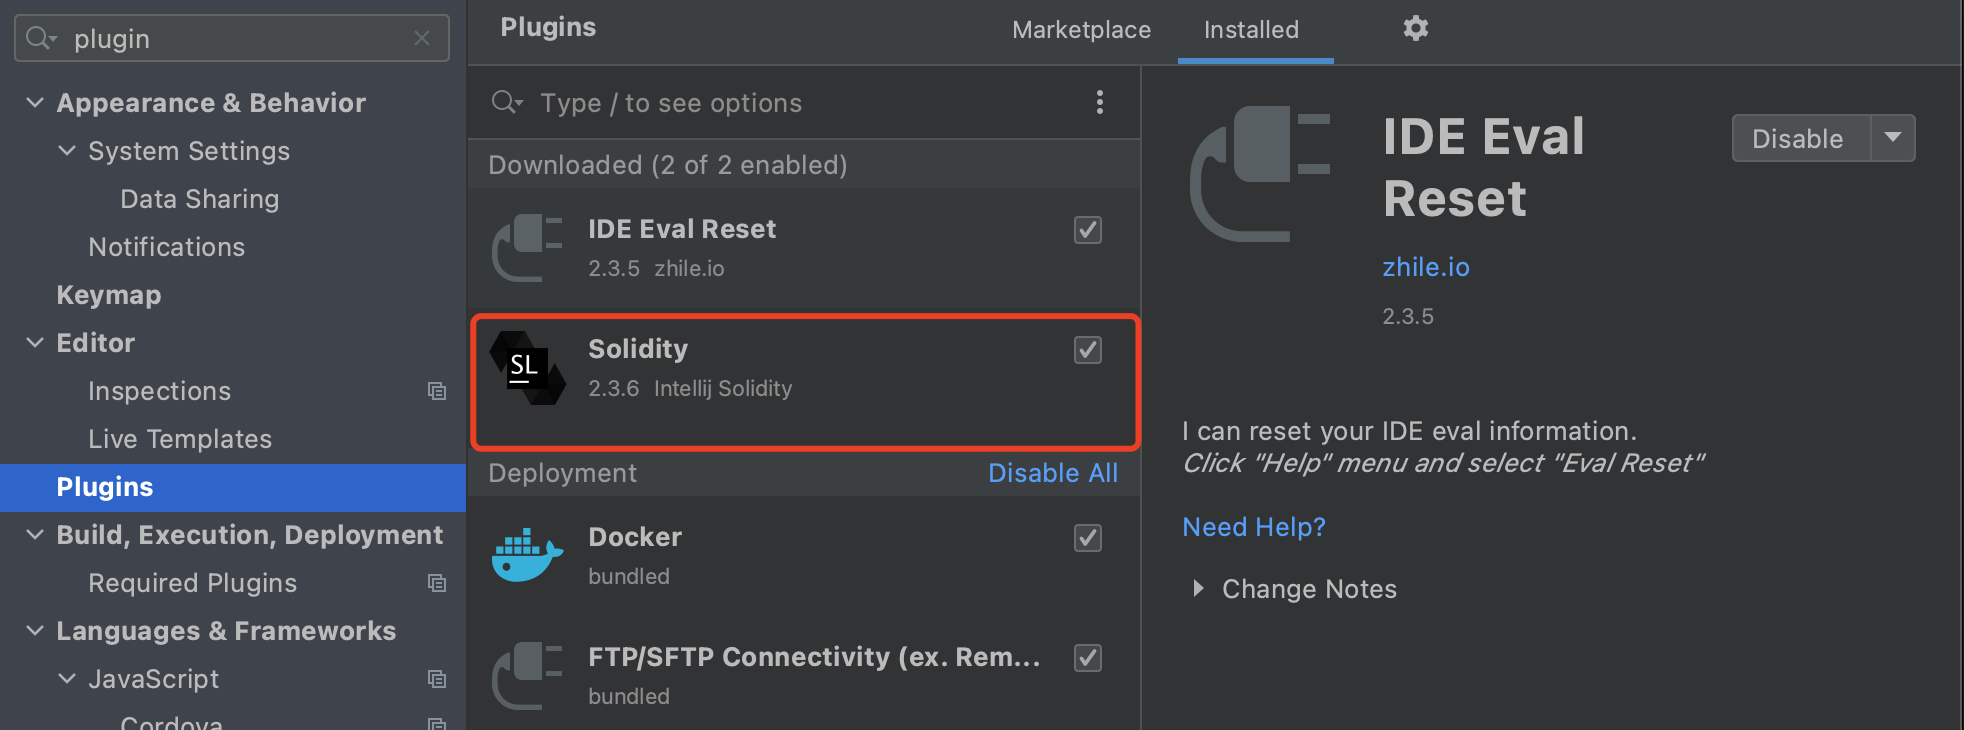 plugin
Appearance & Behavior
System Settings
Data Sharing
Notifications
Keymap
Editor
Inspections
Live Templates
Plugins
Build, Execution, Deployment
Required Plugins
Languages & Frameworks
JavaScript
Cordova
Plugins
Marketplace
Installed
Type / to see options
Downloaded (2 of 2 enabled)
IDE Eval Reset
2.3.5 zhile.io
SL
Solidity
2.3.6 Intellij Solidity
Deployment
Disable All
Docker
bundled
FTP/SFTP Connectivity (ex. Rem...
bundled
IDE Eval
Reset
Disable
zhile.io
2.3.5
I can reset your IDE eval information.
Click "Help" menu and select "Eval Reset"
Need Help?
Change Notes